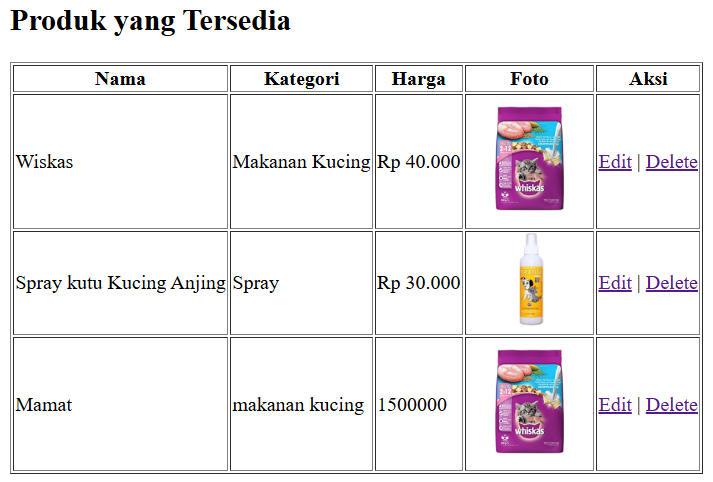 Produk yang Tersedia
Nama Kategori Harga Foto Aksi
Wiskas Makanan Kucing Rp 40.000 whiskas Edit | Delete
Spray kutu Kucing Anjing Spray Rp 30.000 Edit | Delete
Mamat makanan kucing 1500000 whiskas Edit | Delete